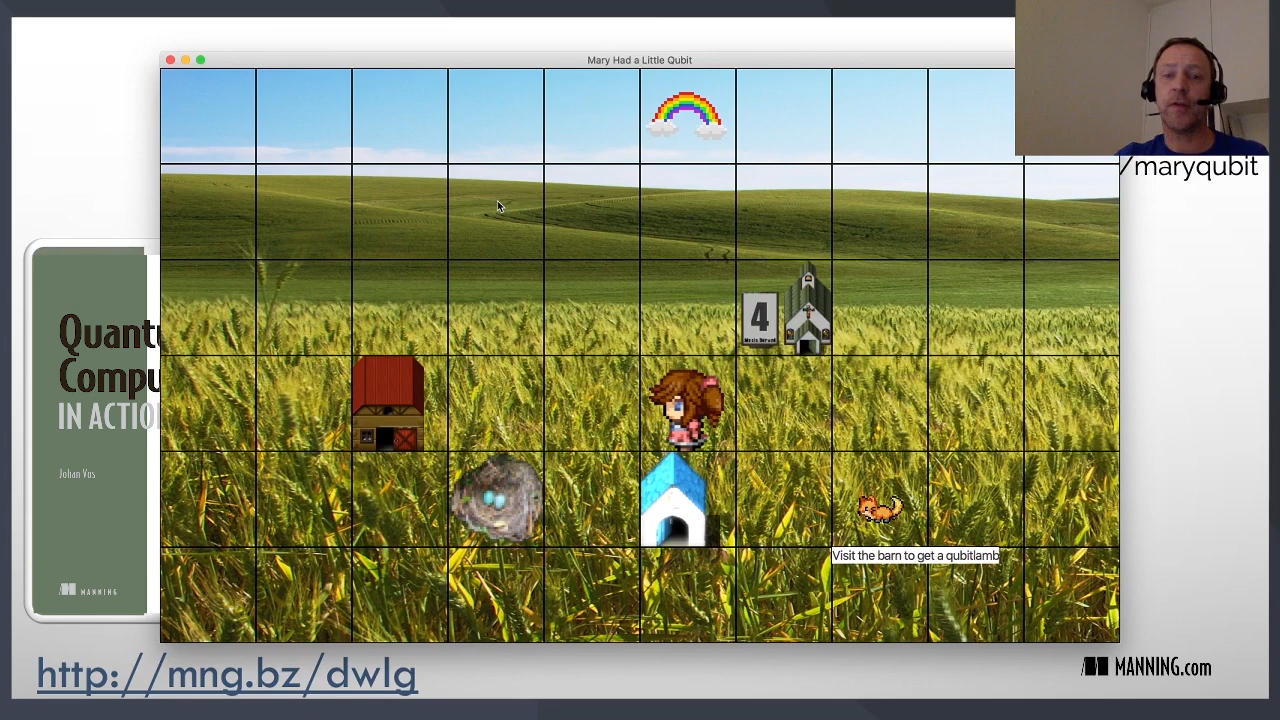 Mary Had a Little Qubit
/maryqubit
4
Quantu
Compu
IN ACTIO
Johan Vos
MANNING
Visit the barn to get a qubitlamb
http://mng.bz/dwlg
MANNING.com